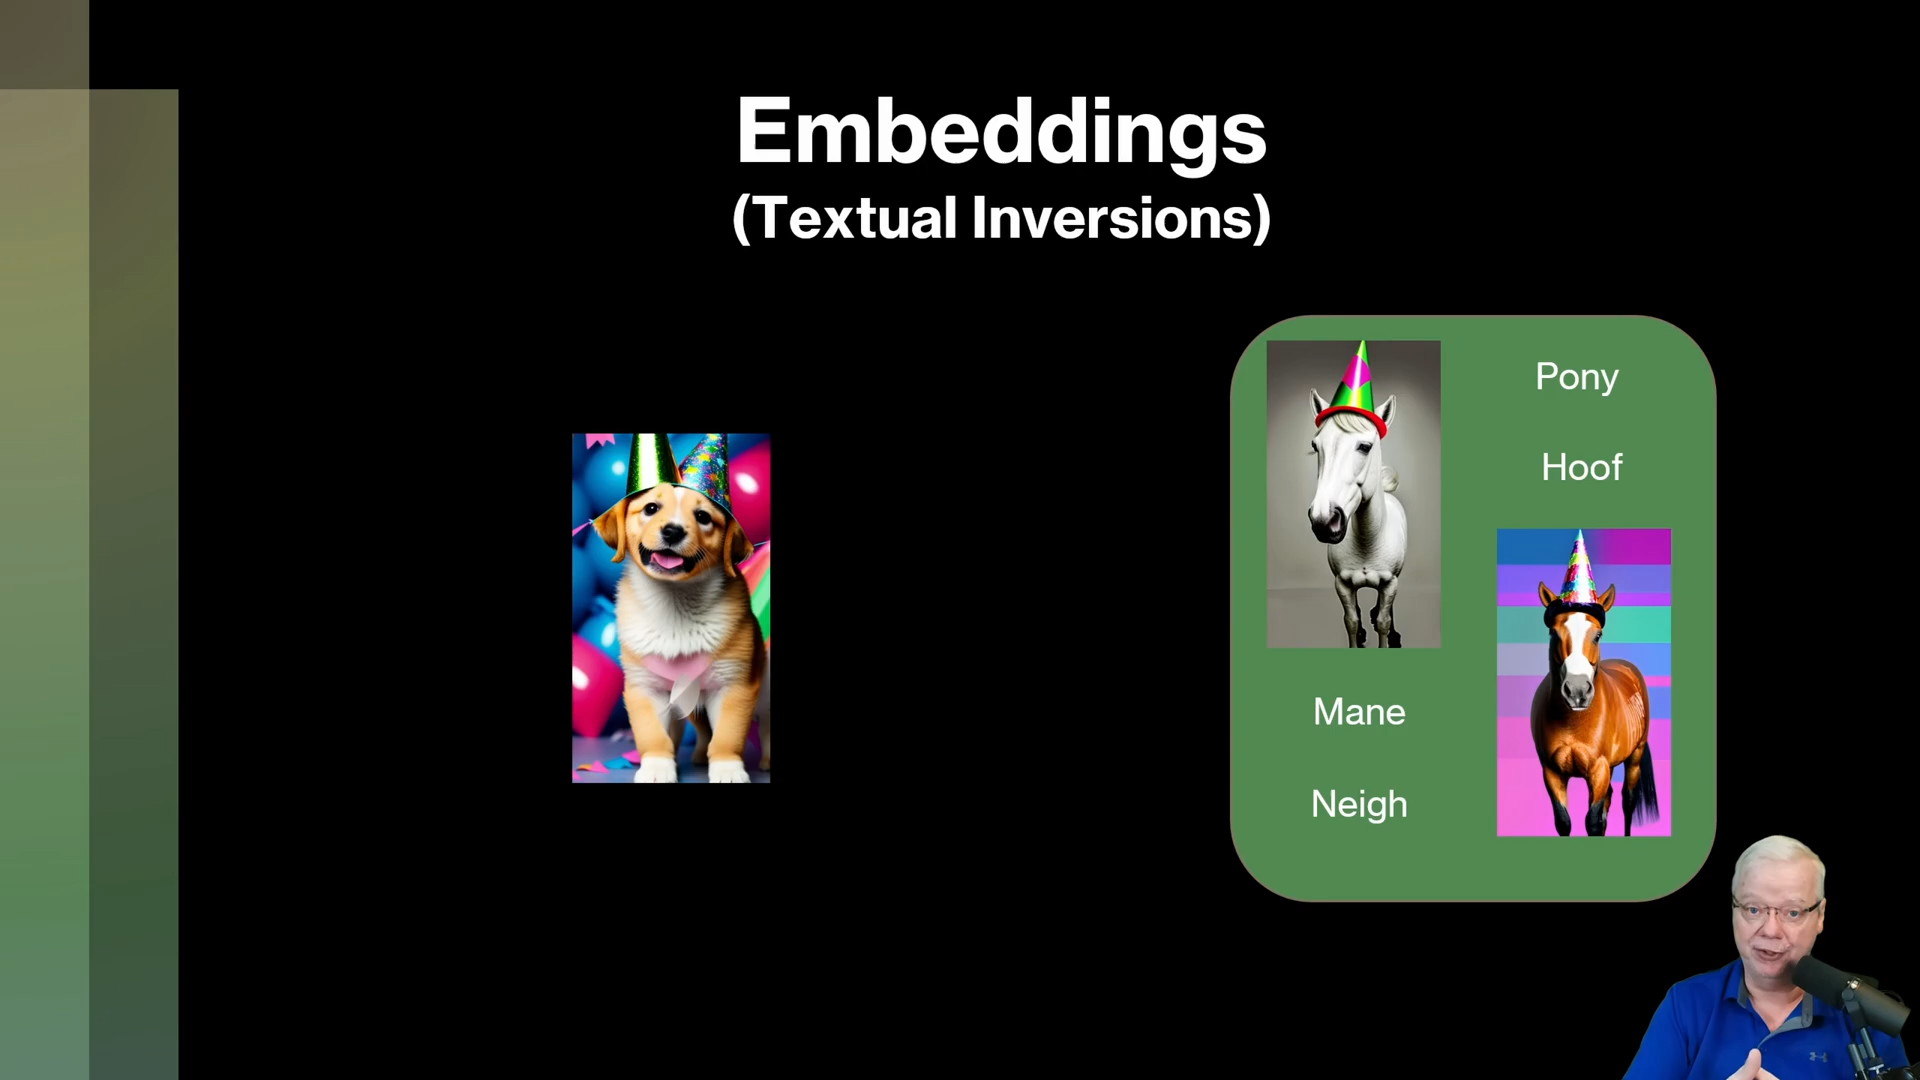 Embeddings
(Textual Inversions)
Pony
Hoof
Mane
Neigh